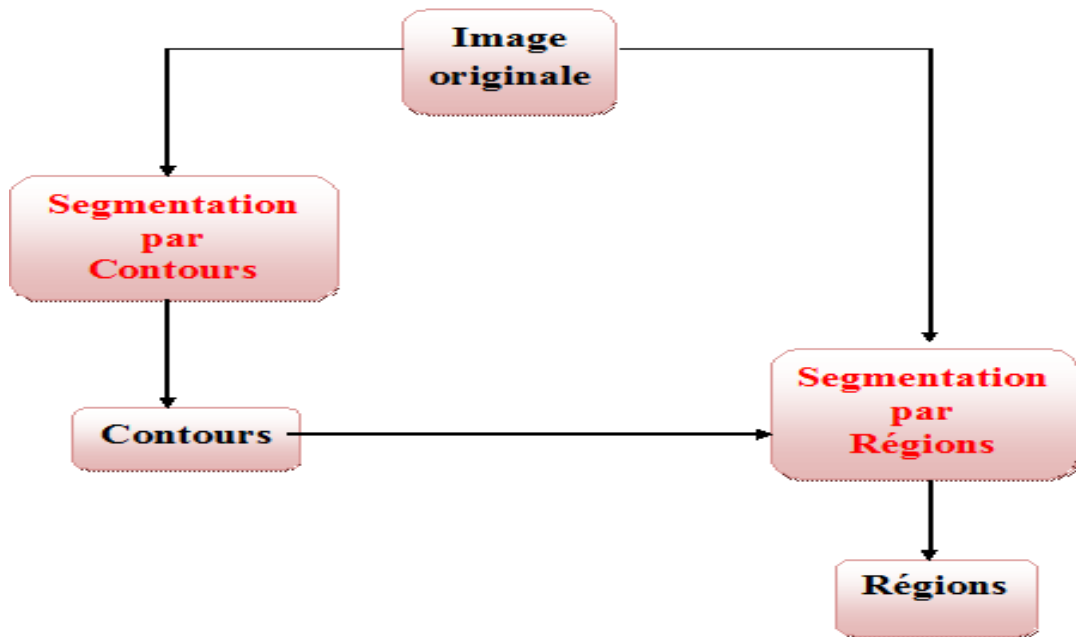 Image
originale
Segmentation
par
Contours
Segmentation
par
Régions
Contours
Régions